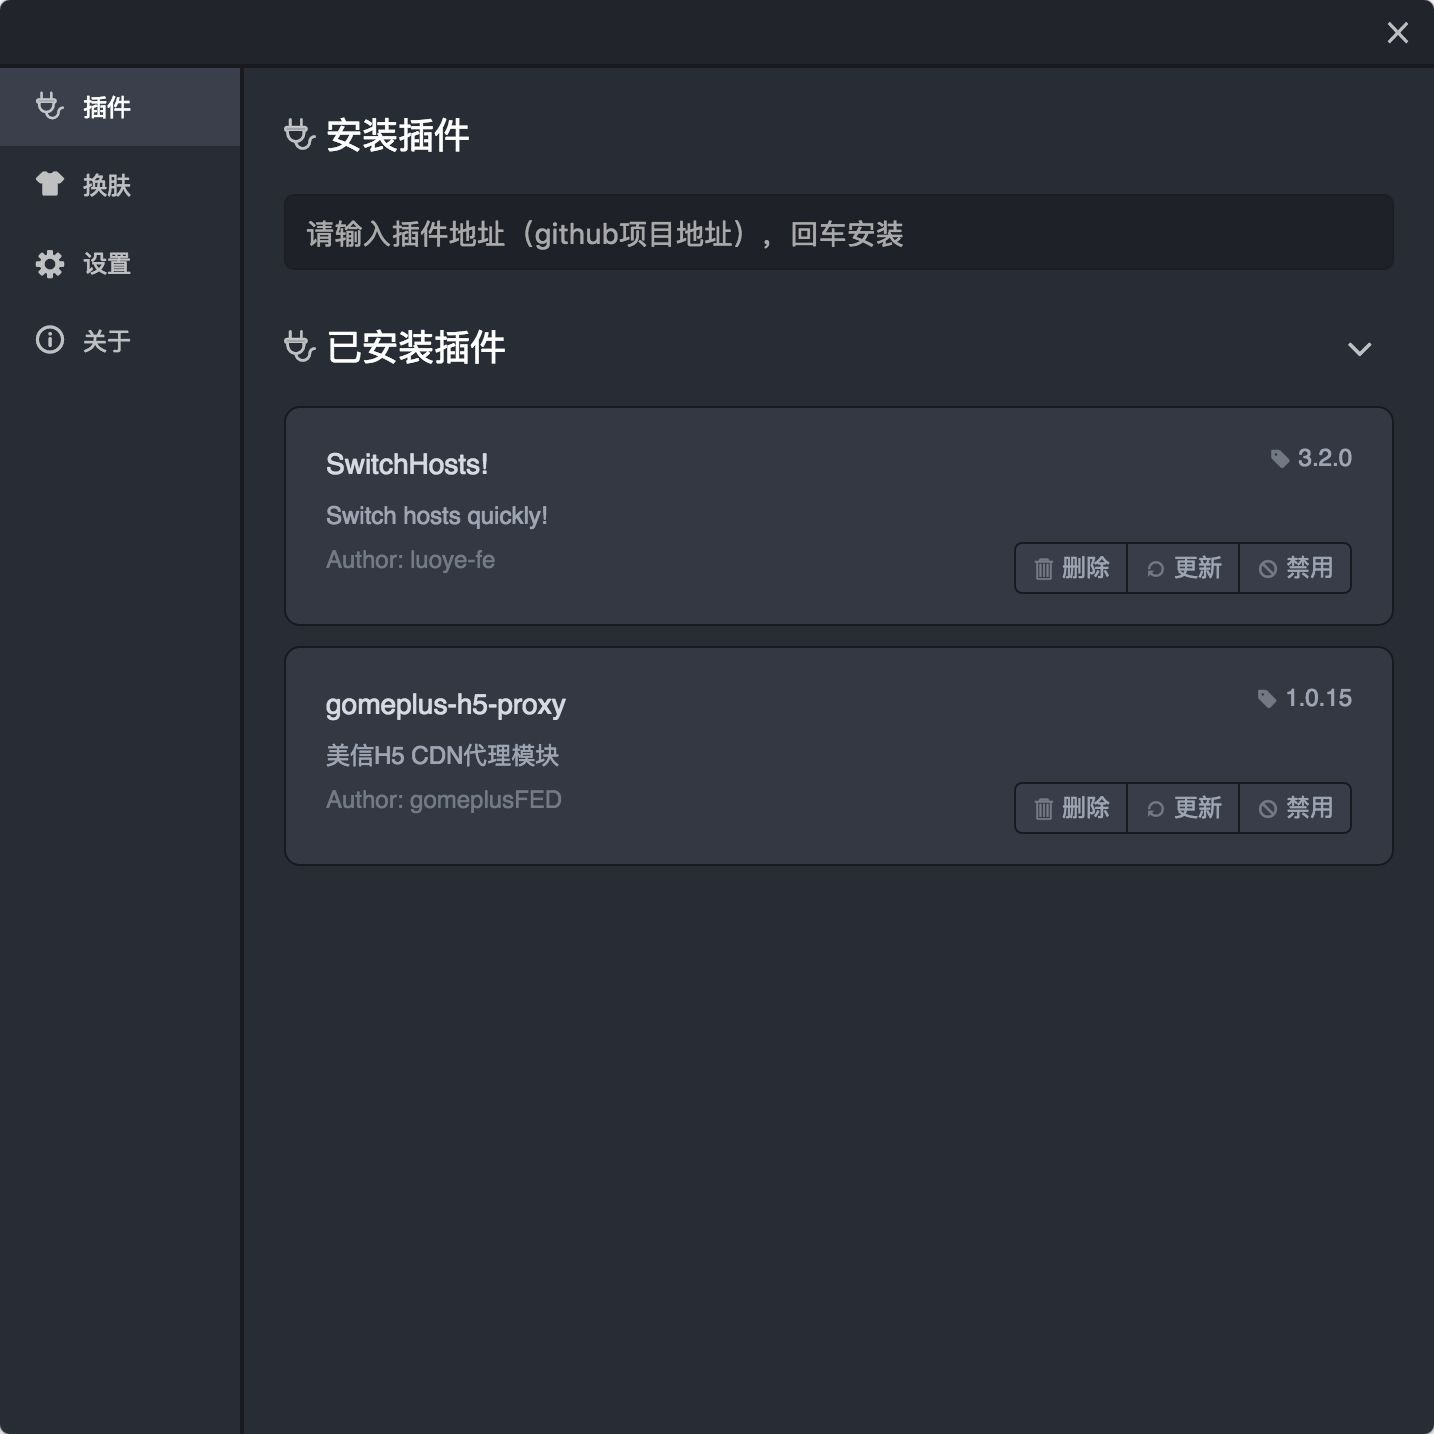 插件
换肤
设置
关于
安装插件
请输入插件地址（github项目地址），回车安装
已安装插件
SwitchHosts!
3.2.0
Switch hosts quickly!
Author: luoye-fe
删除 更新 禁用
gomeplus-h5-proxy
1.0.15
美信H5 CDN代理模块
Author: gomeplusFED
删除 更新 禁用